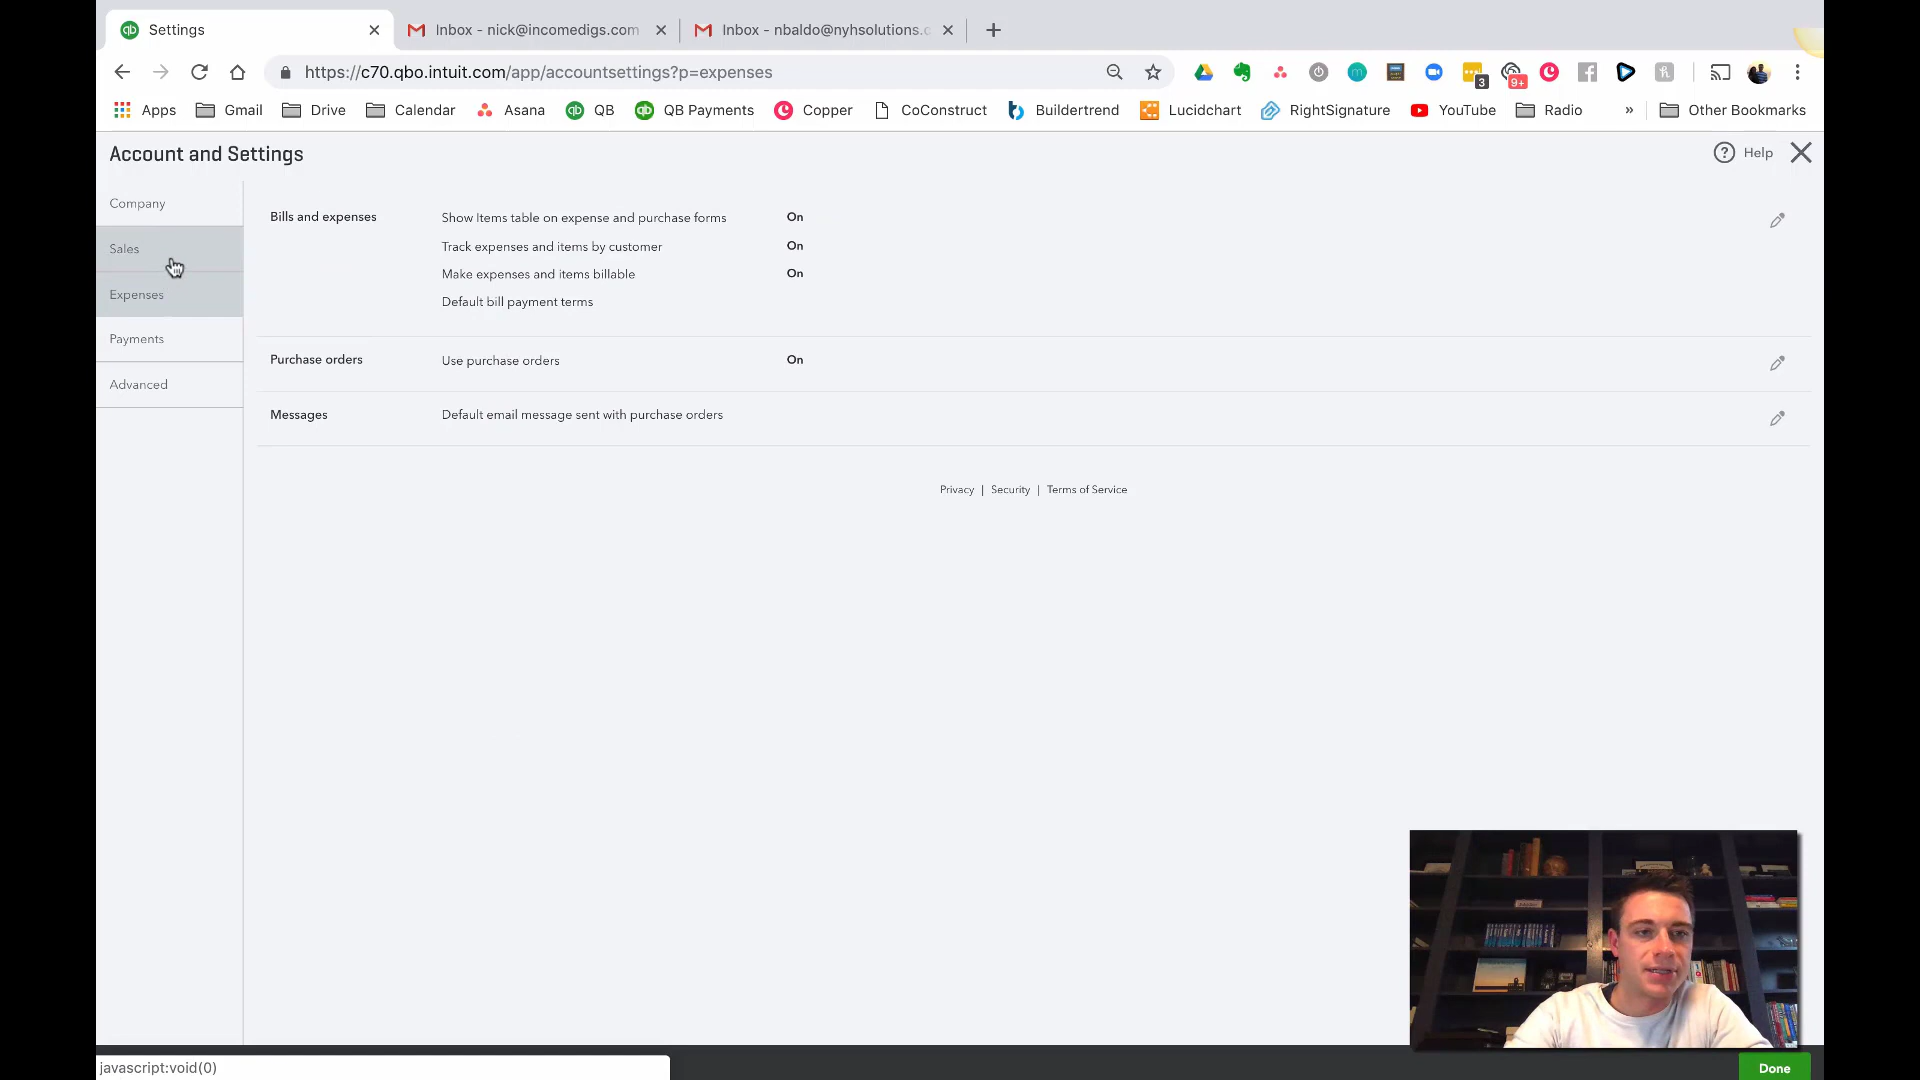 Settings
Inbox - nick@incomedigs.com
Inbox - nbaldo@nyhsolutions.
https://c70.qbo.intuit.com/app/accountsettings?p=expenses
3
9+
Apps
Gmail
Drive
Calendar
Asana
QB
QB Payments
Copper
CoConstruct
Buildertrend
Lucidchart
RightSignature
YouTube
Radio
»
Other Bookmarks
Account and Settings
Help
Company
Sales
Expenses
Payments
Advanced
Bills and expenses
Show Items table on expense and purchase forms On
Track expenses and items by customer On
Make expenses and items billable On
Default bill payment terms
Purchase orders Use purchase orders On
Messages Default email message sent with purchase orders
Privacy | Security | Terms of Service
javascript:void(0)
Done